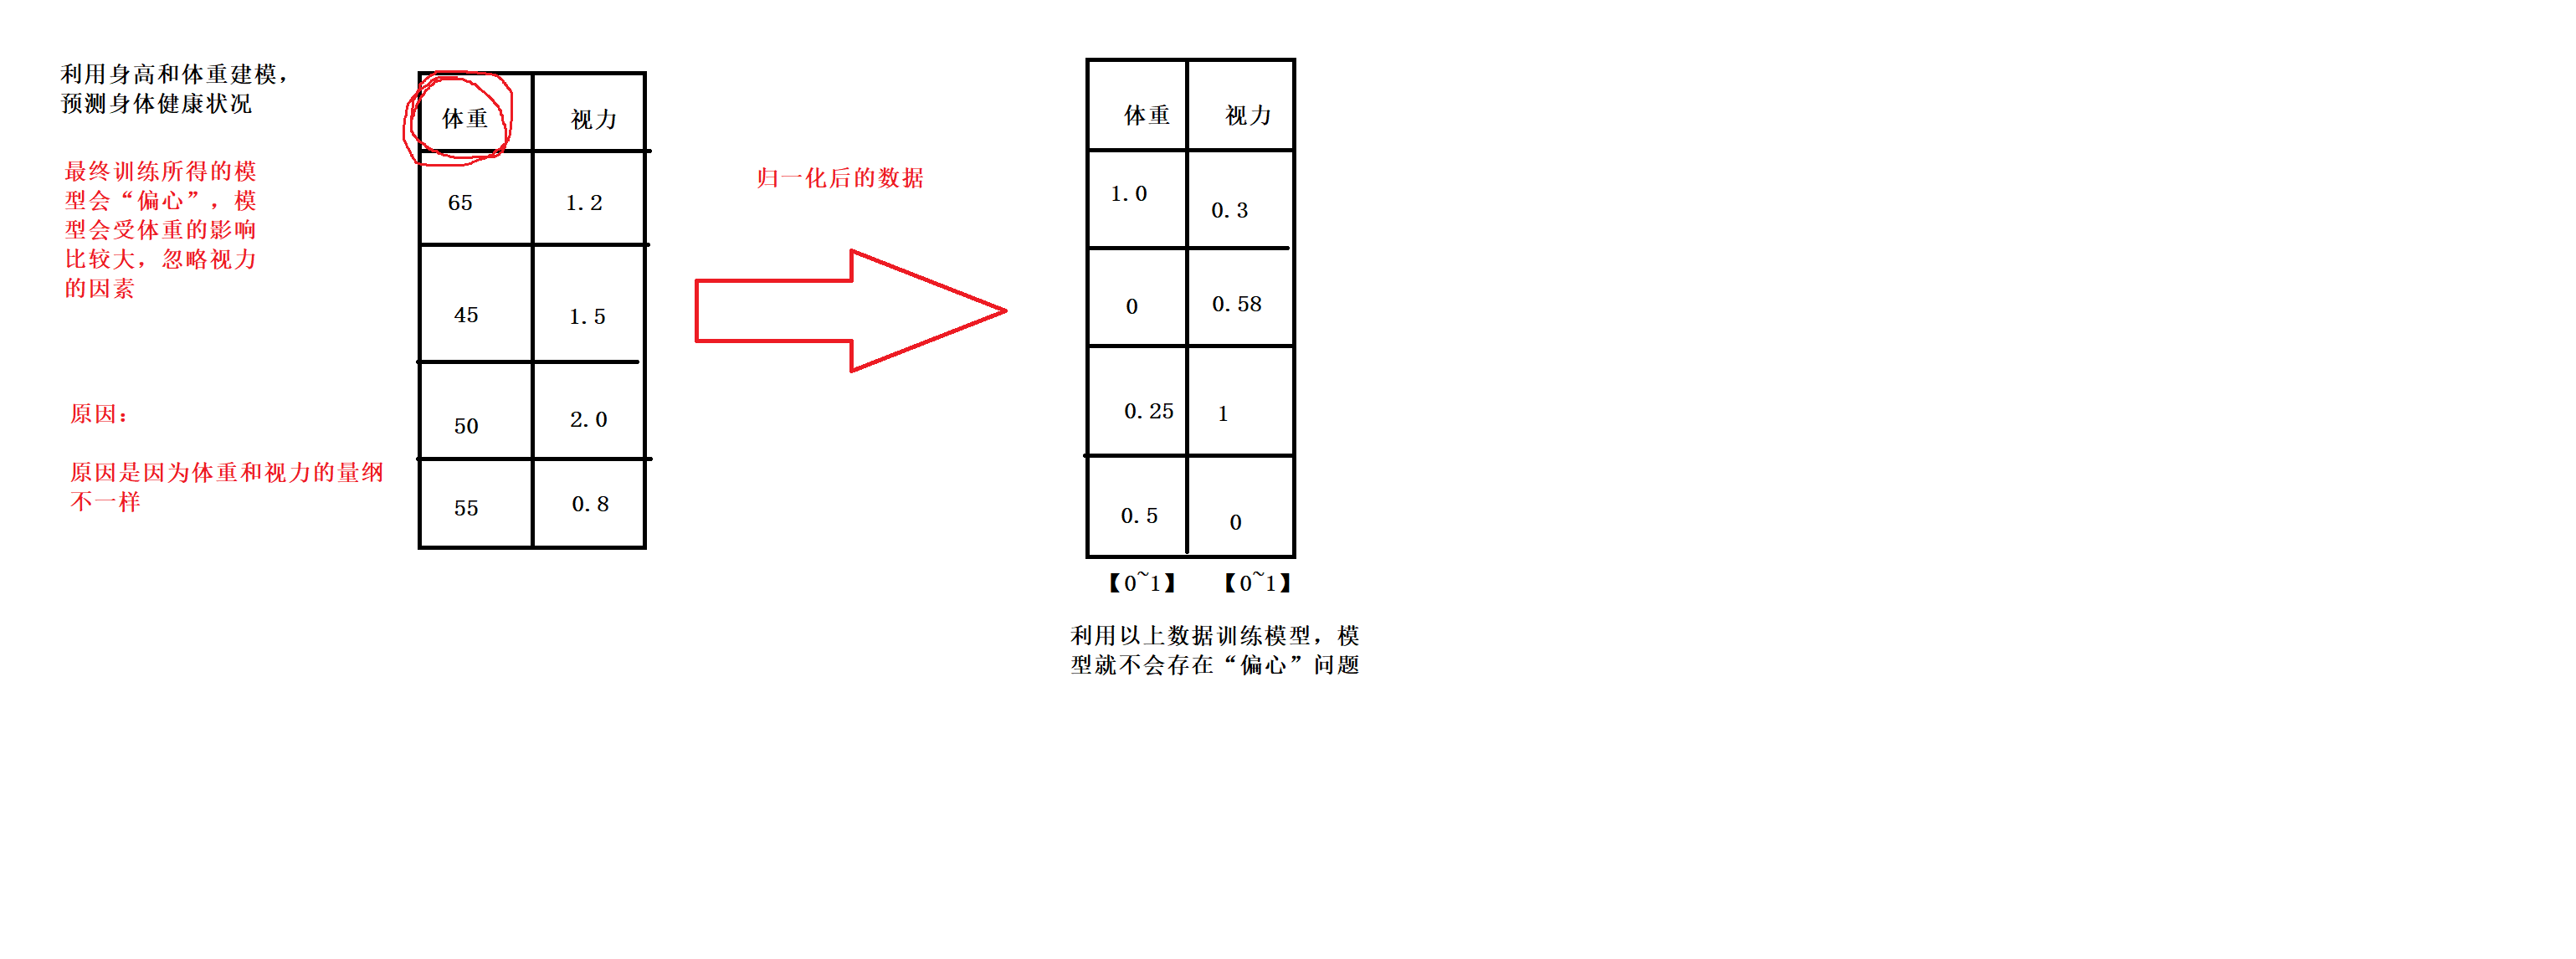 利用身高和体重建模，
预测身体健康状况
最终训练所得的模
型会“偏心”，模
型会受体重的影响
比较大，忽略视力
的因素
原因：
原因是因为体重和视力的量纲
不一样
体重 视力
65 1.2
45 1.5
50 2.0
55 0.8
归一化后的数据
体重 视力
1.0 0.3
0 0.58
0.25 1
0.5 0
【0~1】 【0~1】
利用以上数据训练模型，模
型就不会存在“偏心”问题